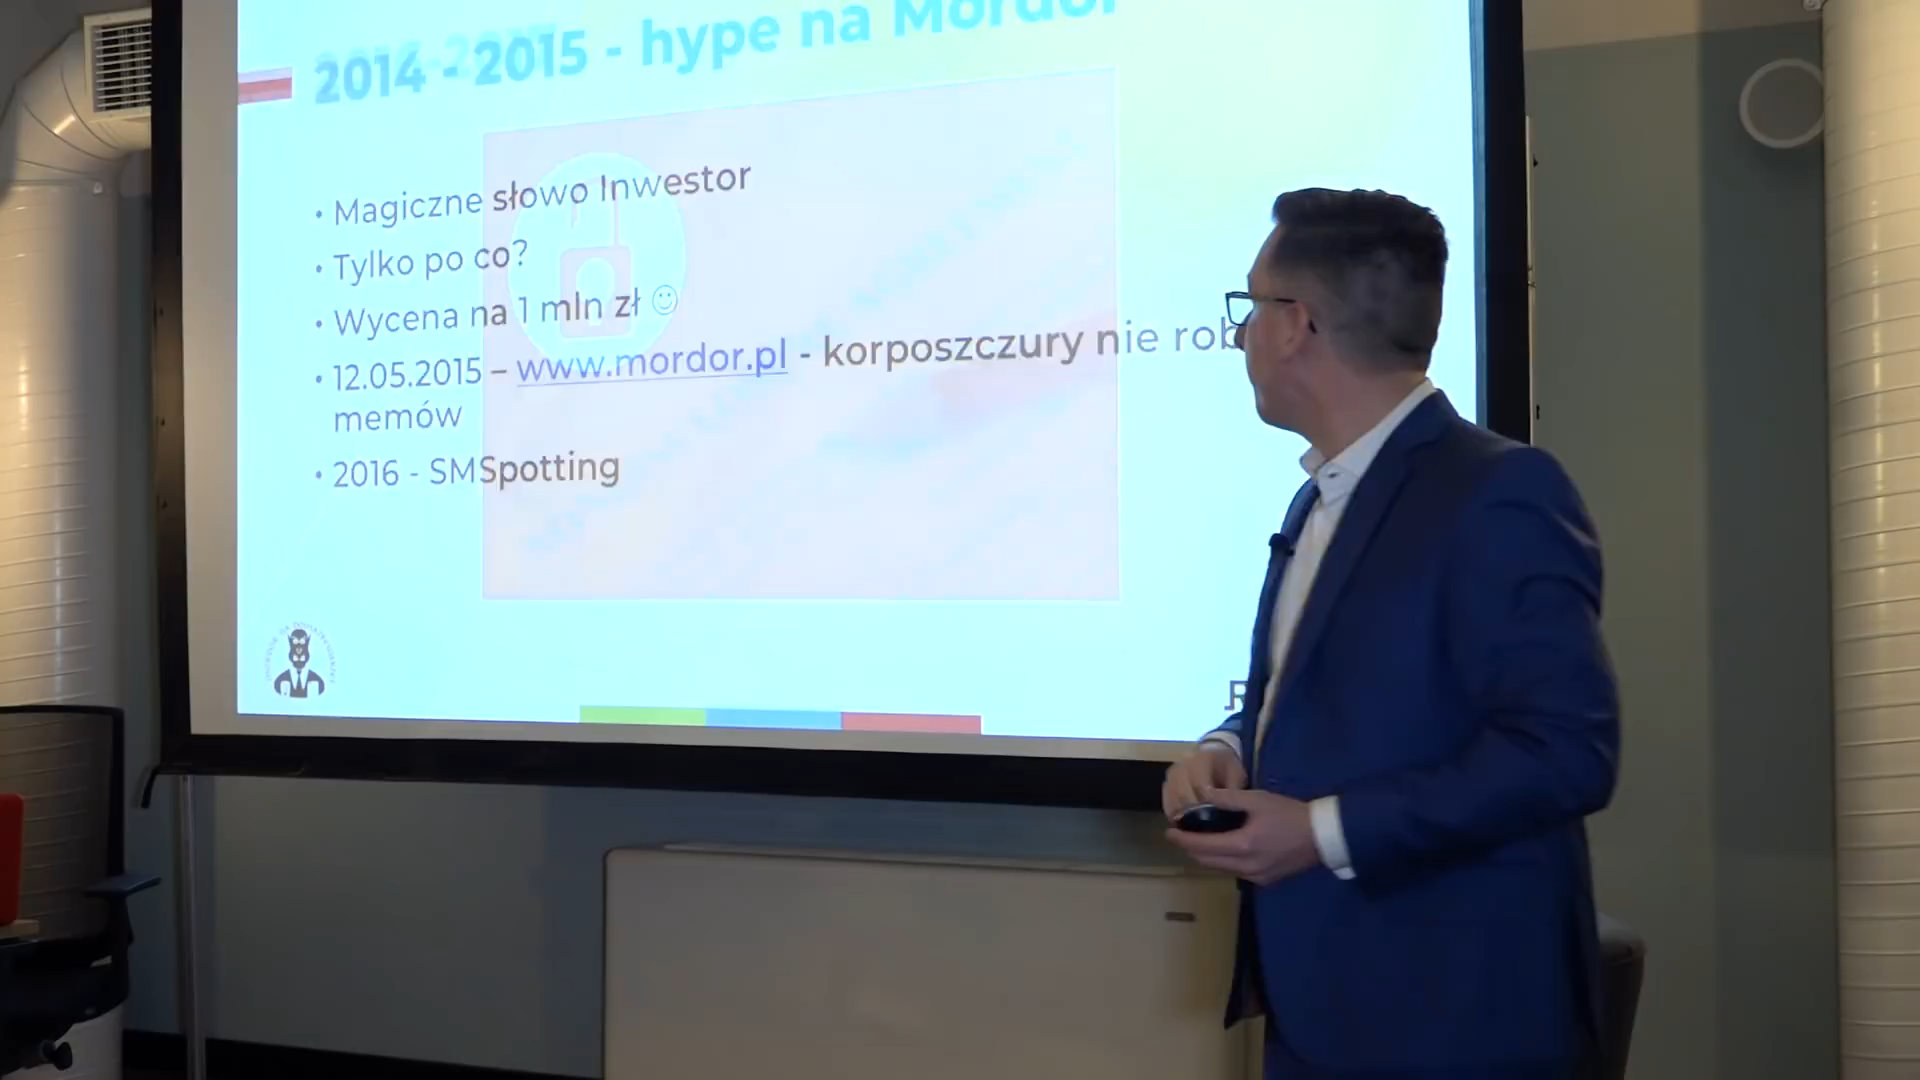 2014 - 2015 - hype na Mordor
• Magiczne słowo Inwestor
• Tylko po co?
• Wycena na 1 mln zł ☺
• 12.05.2015 – www.mordor.pl - korposzczury nie rob
memów
• 2016 - SMSpotting